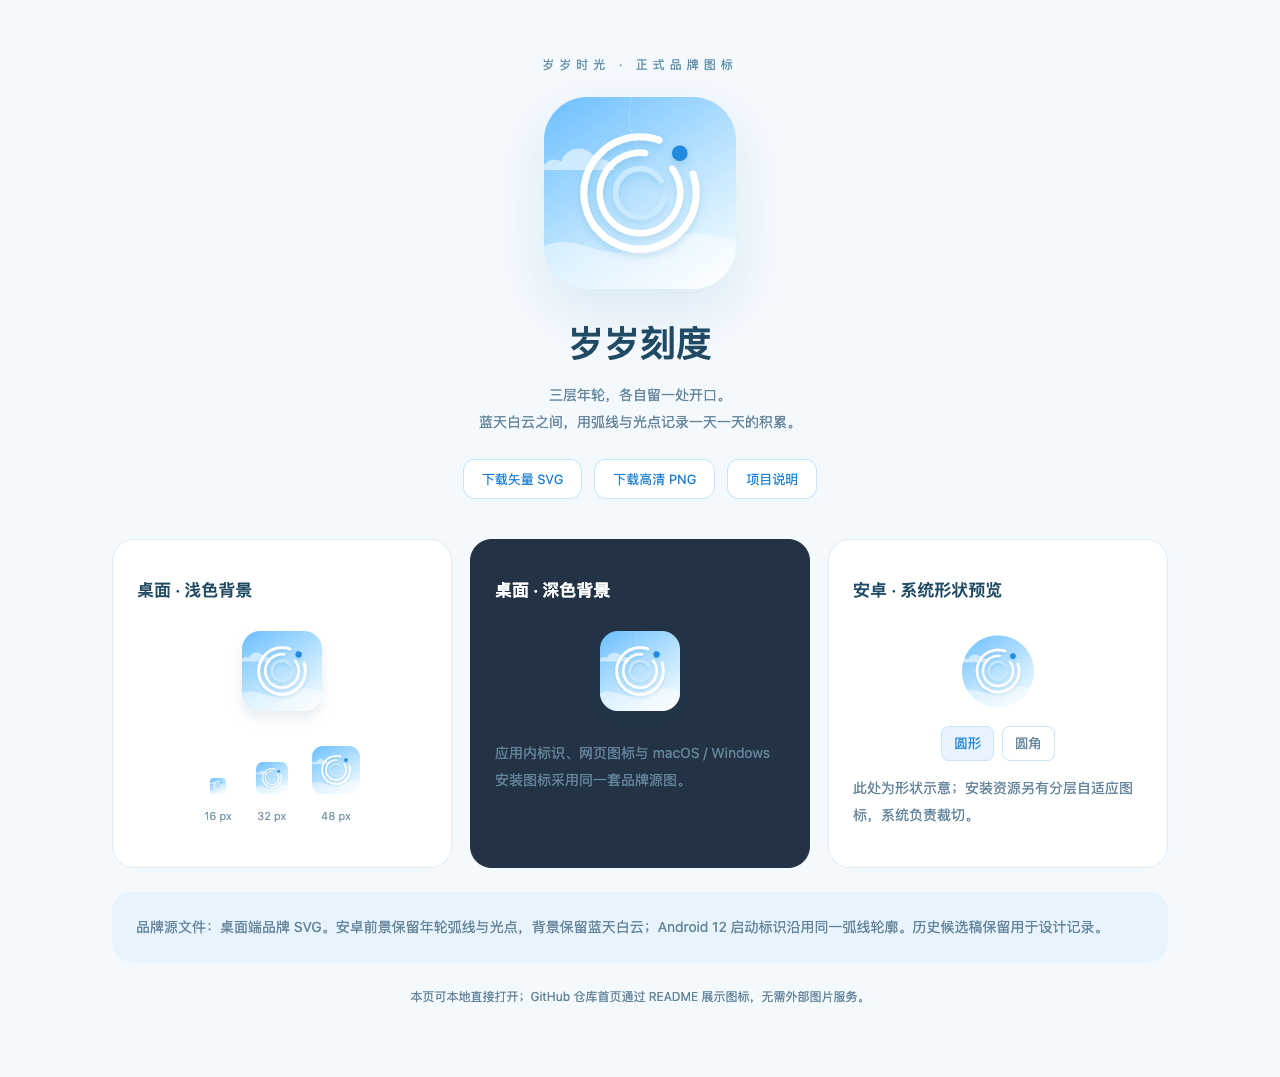 岁岁时光 · 正式品牌图标
岁岁刻度
三层年轮，各自留一处开口。
蓝天白云之间，用弧线与光点记录一天一天的积累。
下载矢量 SVG
下载高清 PNG
项目说明
桌面 · 浅色背景
16 px
32 px
48 px
桌面 · 深色背景
应用内标识、网页图标与 macOS / Windows
安装图标采用同一套品牌源图。
安卓 · 系统形状预览
圆形
圆角
此处为形状示意；安装资源另有分层自适应图
标，系统负责裁切。
品牌源文件：桌面端品牌 SVG。安卓前景保留年轮弧线与光点，背景保留蓝天白云；Android 12 启动标识沿用同一弧线轮廓。历史候选稿保留用于设计记录。
本页可本地直接打开；GitHub 仓库首页通过 README 展示图标，无需外部图片服务。